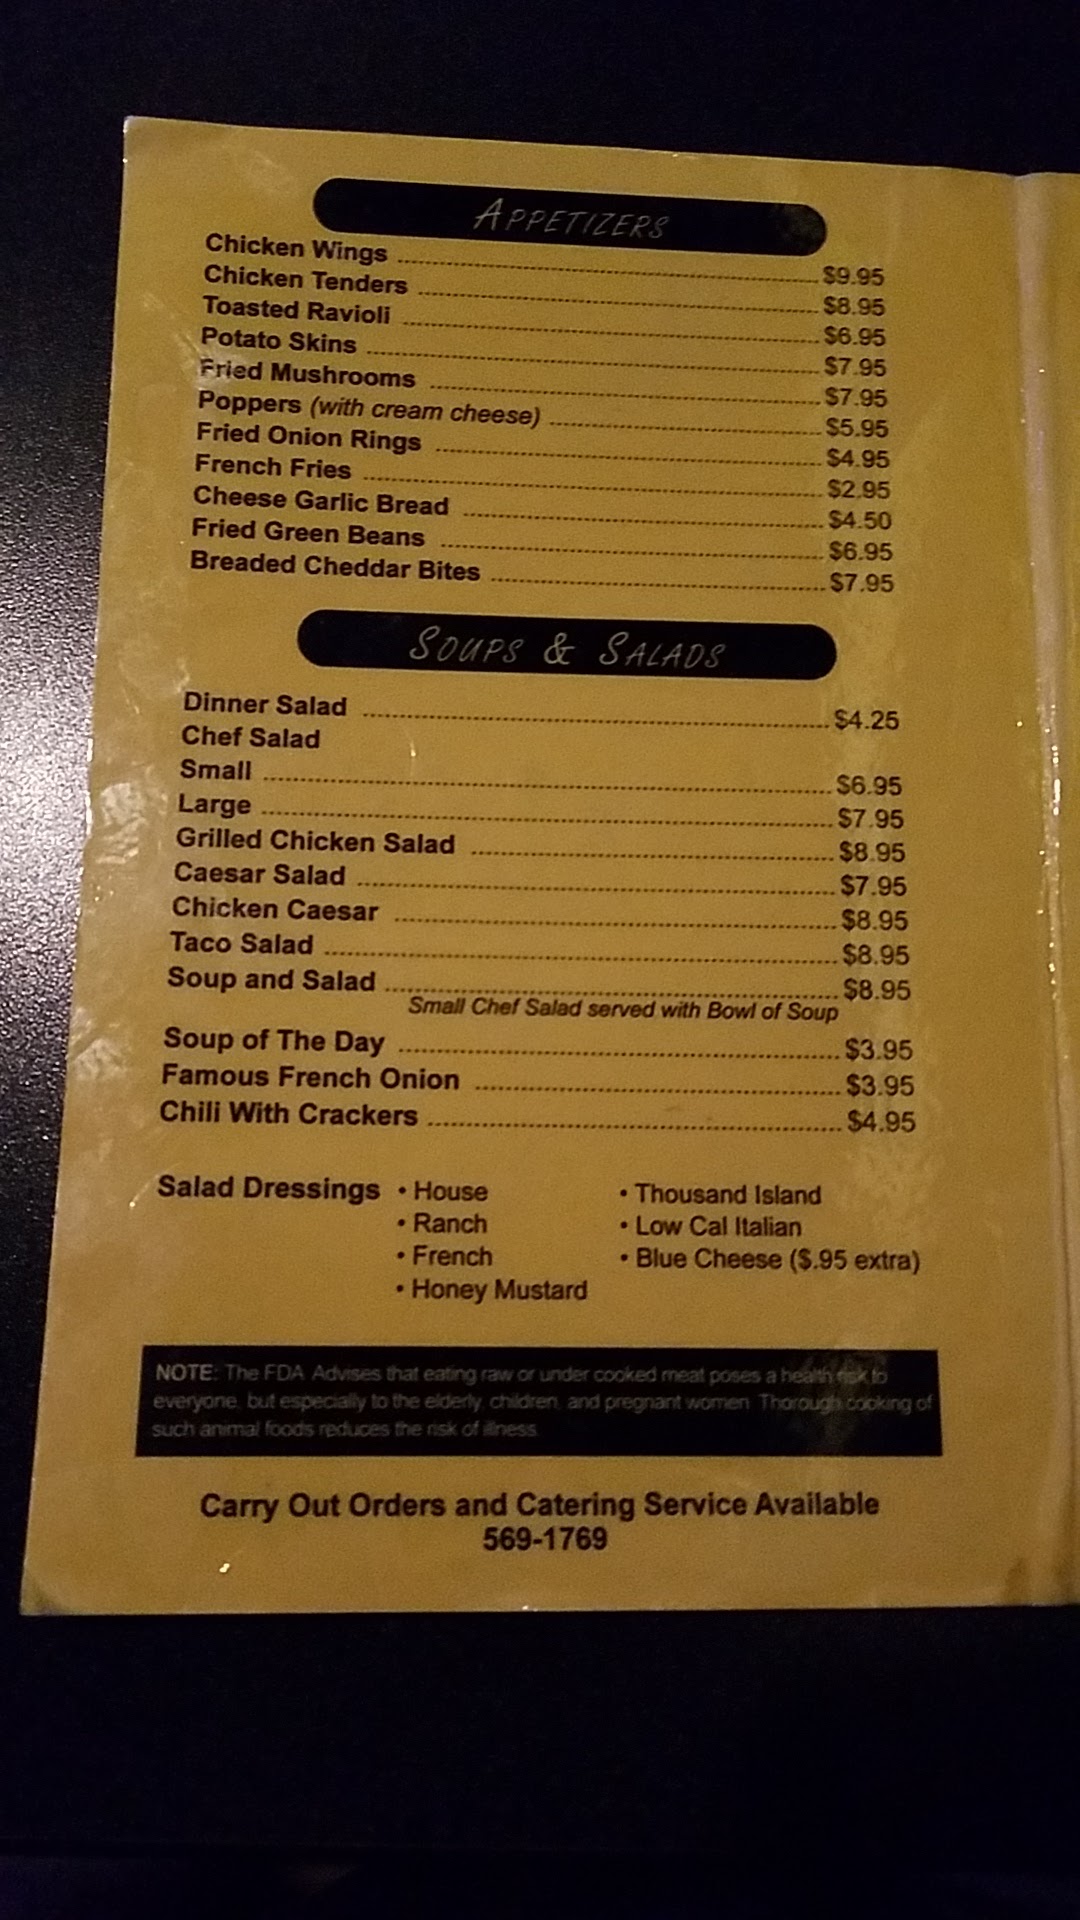 APPETIZERS
Chicken Wings $9.95
Chicken Tenders $8.95
Toasted Ravioli $6.95
Potato Skins $7.95
Fried Mushrooms $7.95
Poppers (with cream cheese) $5.95
Fried Onion Rings $4.95
French Fries $2.95
Cheese Garlic Bread $4.50
Fried Green Beans $6.95
Breaded Cheddar Bites $7.95
SOUPS & SALADS
Dinner Salad $4.25
Chef Salad
Small $6.95
Large $7.95
Grilled Chicken Salad $8.95
Caesar Salad $7.95
Chicken Caesar $8.95
Taco Salad $8.95
Soup and Salad $8.95
Small Chef Salad served with Bowl of Soup
Soup of The Day $3.95
Famous French Onion $3.95
Chili With Crackers $4.95
Salad Dressings • House • Thousand Island
• Ranch • Low Cal Italian
• French • Blue Cheese ($.95 extra)
• Honey Mustard
NOTE: The FDA Advises that eating raw or under cooked meat poses a health risk to
everyone, but especially to the elderly, children, and pregnant women. Thorough cooking of
such animal foods reduces the risk of illness.
Carry Out Orders and Catering Service Available
569-1769